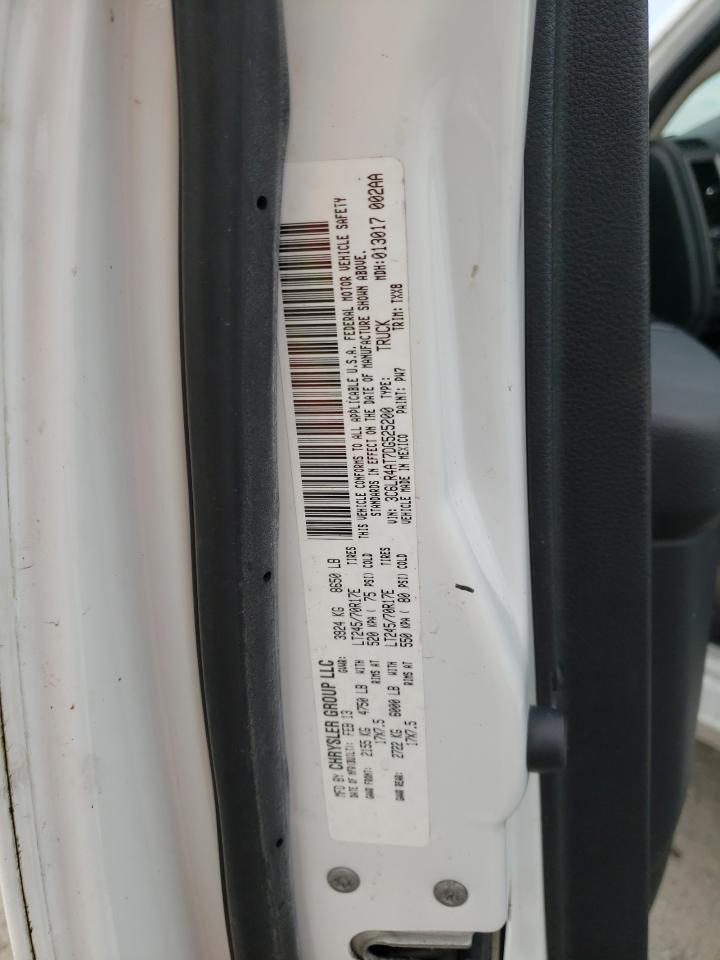 MFD BY CHRYSLER GROUP LLC
DATE OF MFR/BUILT: FEB 13 GVWR: 3924 KG 8650 LB
GAWR FRONT: 2155 KG 4750 LB WITH LT245/70R17E TIRES
17X7.5 RIMS AT 520 KPA ( 75 PSI) COLD
GAWR REAR: 2722 KG 6000 LB WITH LT245/70R17E TIRES
17X7.5 RIMS AT 550 KPA ( 80 PSI) COLD
THIS VEHICLE CONFORMS TO ALL APPLICABLE U.S.A. FEDERAL MOTOR VEHICLE SAFETY
STANDARDS IN EFFECT ON THE DATE OF MANUFACTURE SHOWN ABOVE.
VIN: 3C6LR4AT7DG525200 TYPE: TRUCK MDH:013017 002AA
VEHICLE MADE IN MEXICO PAINT: PW7 TRIM: TXX8